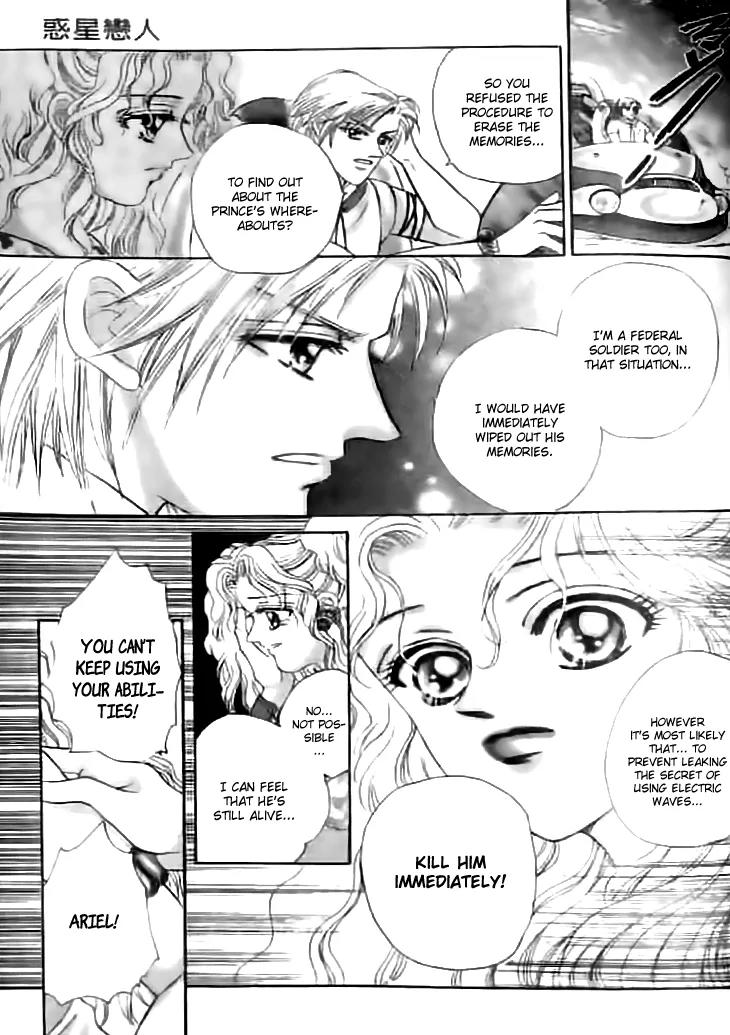 惑星戀人
SO YOU
REFUSED THE
PROCEDURE TO
ERASE THE
MEMORIES...
TO FIND OUT
ABOUT THE
PRINCE'S WHERE-
ABOUTS?
I'M A FEDERAL
SOLDIER TOO, IN
THAT SITUATION...
I WOULD HAVE
IMMEDIATELY
WIPED OUT HIS
MEMORIES.
HOWEVER
IT'S MOST LIKELY
THAT... TO
PREVENT LEAKING
THE SECRET OF
USING ELECTRIC
WAVES...
KILL HIM
IMMEDIATELY!
NO...
NOT POS-
SIBLE
...
I CAN FEEL
THAT HE'S
STILL ALIVE...
YOU CAN'T
KEEP USING
YOUR ABILI-
TIES!
ARIEL!